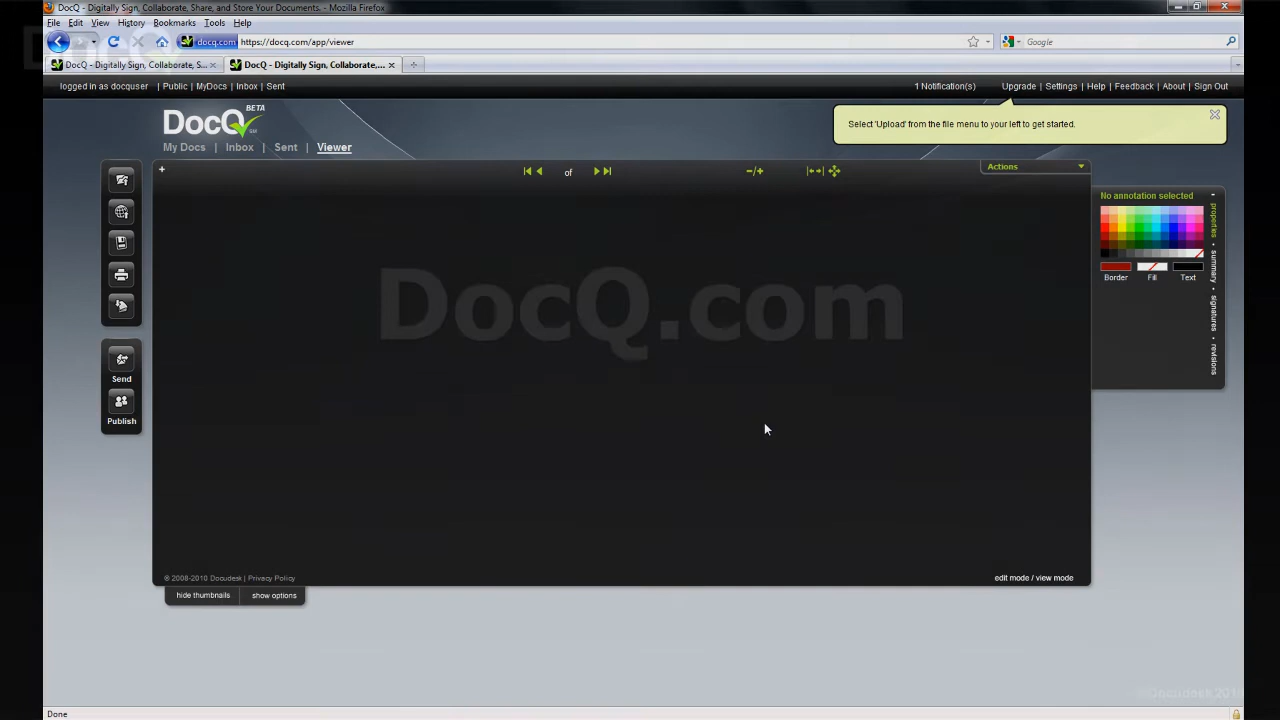 DocQ - Digitally Sign, Collaborate, Share, and Store Your Documents. - Mozilla Firefox
File Edit View History Bookmarks Tools Help
docq.com https://docq.com/app/viewer Google
DocQ - Digitally Sign, Collaborate, S... DocQ - Digitally Sign, Collaborate,...
logged in as docquser | Public | MyDocs | Inbox | Sent 1 Notification(s) Upgrade | Settings | Help | Feedback | About | Sign Out
BETA
DocQ
Select 'Upload' from the file menu to your left to get started.
My Docs | Inbox | Sent | Viewer
+ of −/+ Actions
No annotation selected -
properties • summary • signatures • revisions
Border Fill Text
DocQ.com
Send
Publish
© 2008-2010 Docudesk | Privacy Policy edit mode / view mode
hide thumbnails show options
Done